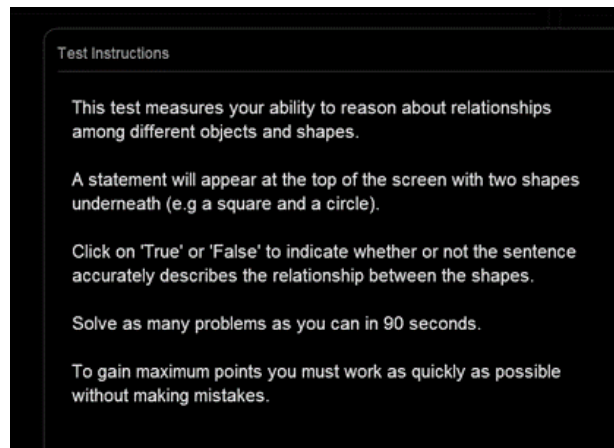 Test Instructions
This test measures your ability to reason about relationships
among different objects and shapes.
A statement will appear at the top of the screen with two shapes
underneath (e.g a square and a circle).
Click on 'True' or 'False' to indicate whether or not the sentence
accurately describes the relationship between the shapes.
Solve as many problems as you can in 90 seconds.
To gain maximum points you must work as quickly as possible
without making mistakes.